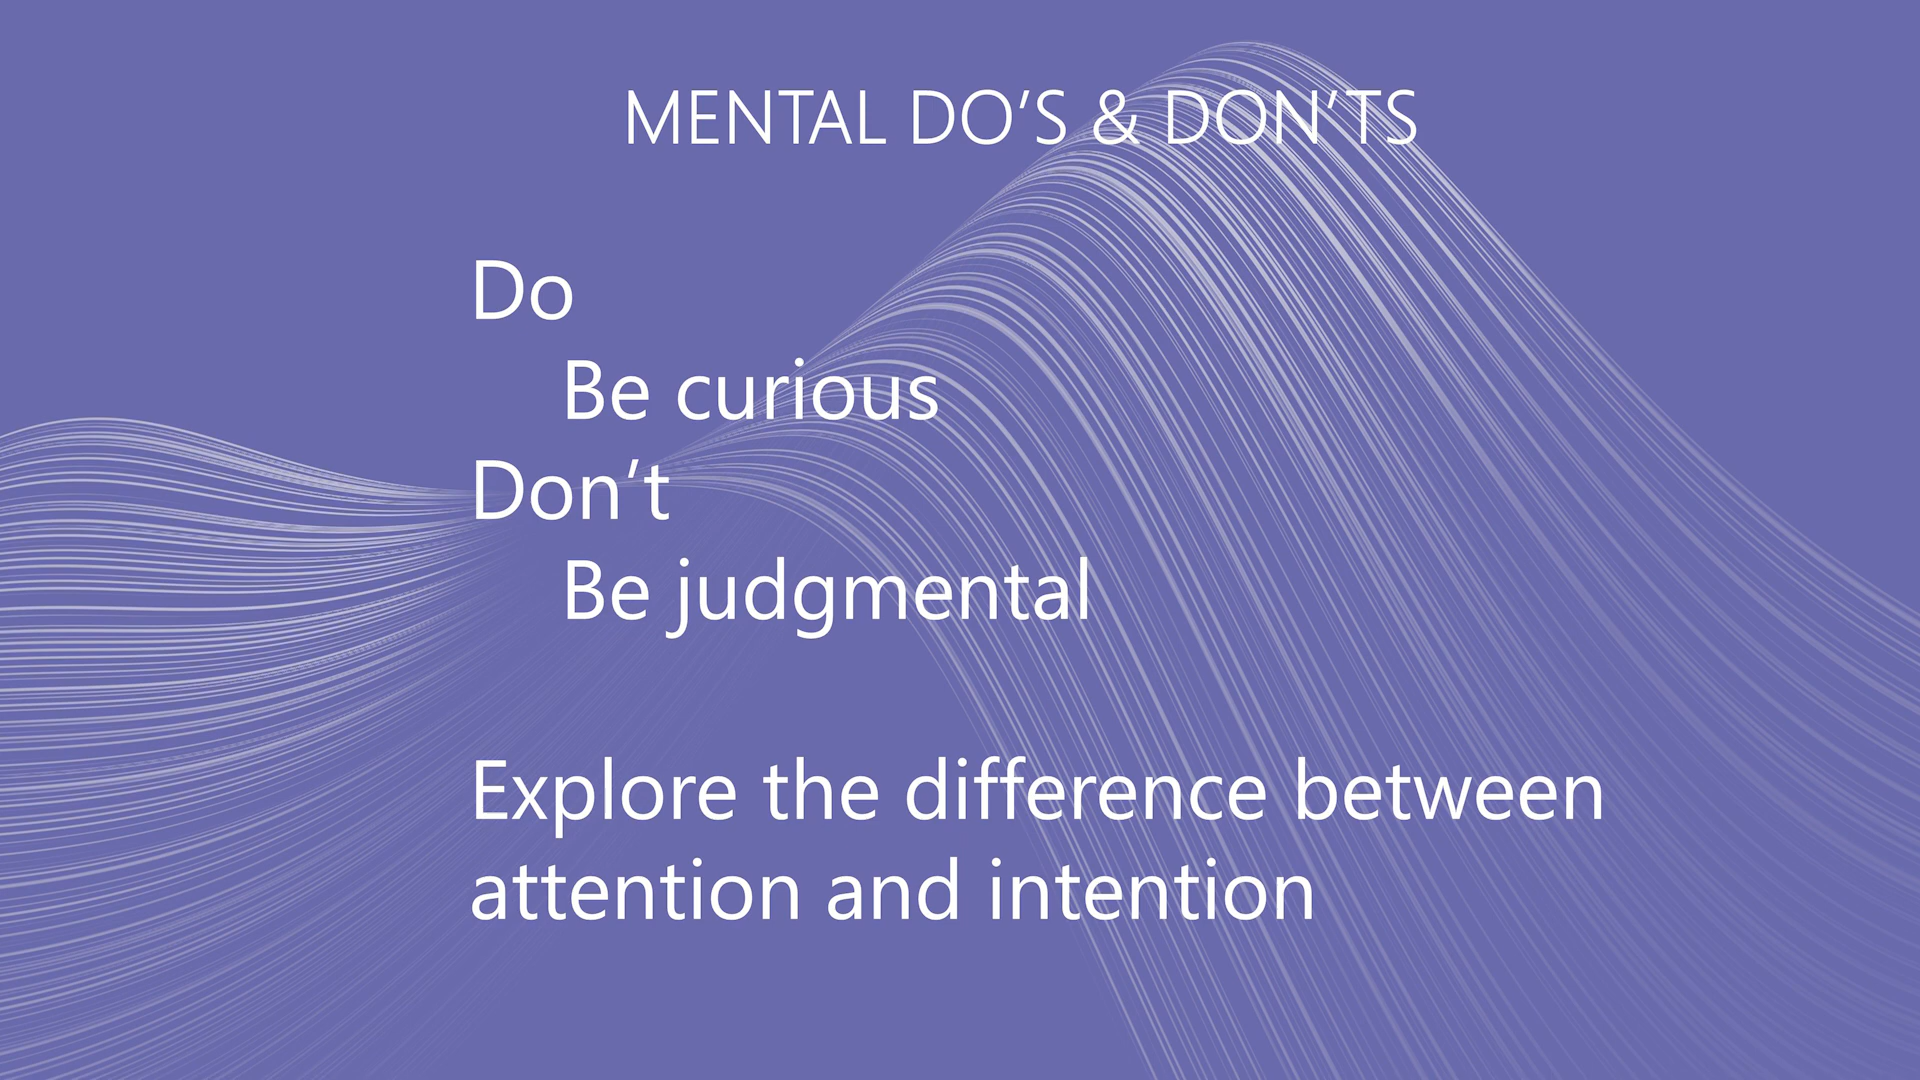 MENTAL DO’S & DON’TS
Do
Be curious
Don’t
Be judgmental
Explore the difference between
attention and intention